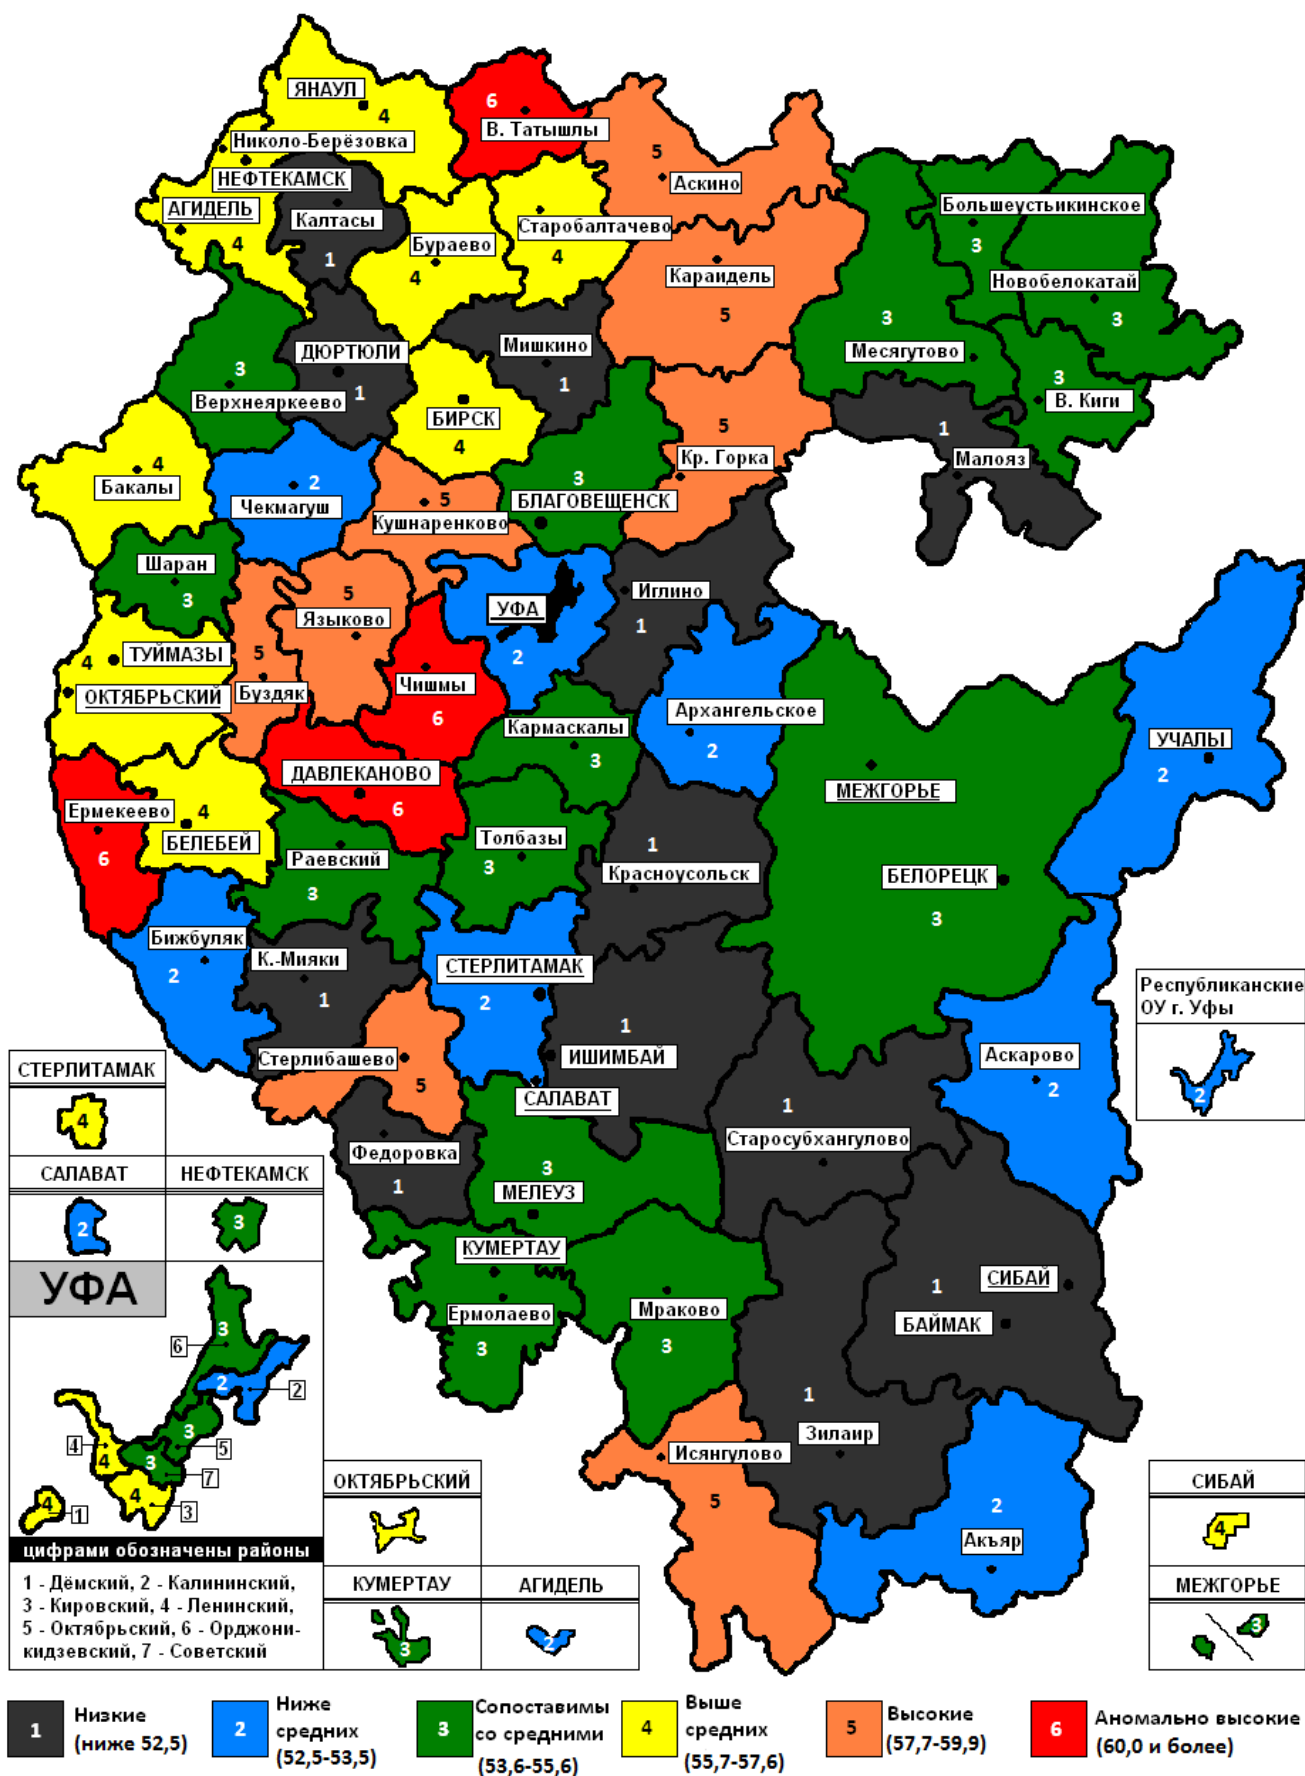 ЯНАУЛ
4
6
В. Татышлы
Николо-Берёзовка
НЕФТЕКАМСК
5
Аскино
АГИДЕЛЬ
4
Калтасы
1
Бураево
4
Старобалтачево
4
Большеустьикинское
3
Караидель
5
Новобелокатай
3
3
Месягутово
3
Верхнеяркеево
ДЮРТЮЛИ
1
Мишкино
1
3
В. Киги
БИРСК
4
5
Кр. Горка
1
Малояз
4
Бакалы
2
Чекмагуш
5
Кушнаренково
3
БЛАГОВЕЩЕНСК
Шаран
3
5
Языково
УФА
2
Иглино
1
4
ТУЙМАЗЫ
ОКТЯБРЬСКИЙ
5
Буздяк
Чишмы
6
Кармаскалы
3
Архангельское
2
УЧАЛЫ
2
МЕЖГОРЬЕ
ДАВЛЕКАНОВО
6
Ермекеево
6
4
БЕЛЕБЕЙ
Раевский
3
Толбазы
3
1
Красноусольск
БЕЛОРЕЦК
3
Бижбуляк
2
К.-Мияки
1
СТЕРЛИТАМАК
2
1
ИШИМБАЙ
САЛАВАТ
Стерлибашево
5
Аскарово
2
Республиканские
ОУ г. Уфы
2
1
Старосубхангулово
Федоровка
1
3
МЕЛЕУЗ
КУМЕРТАУ
Ермолаево
3
Мраково
3
1
СИБАЙ
БАЙМАК
1
Зилаир
Исянгулово
5
2
Акъяр
СТЕРЛИТАМАК
4
САЛАВАТ
НЕФТЕКАМСК
2
3
УФА
3
6
2
2
3
5
4
4
3
7
4
3
4
1
цифрами обозначены районы
1 - Дёмский, 2 - Калининский,
3 - Кировский, 4 - Ленинский,
5 - Октябрьский, 6 - Орджони-
кидзевский, 7 - Советский
ОКТЯБРЬСКИЙ
КУМЕРТАУ
АГИДЕЛЬ
3
2
СИБАЙ
4
МЕЖГОРЬЕ
3
1
Низкие
(ниже 52,5)
2
Ниже
средних
(52,5-53,5)
3
Сопоставимы
со средними
(53,6-55,6)
4
Выше
средних
(55,7-57,6)
5
Высокие
(57,7-59,9)
6
Аномально высокие
(60,0 и более)